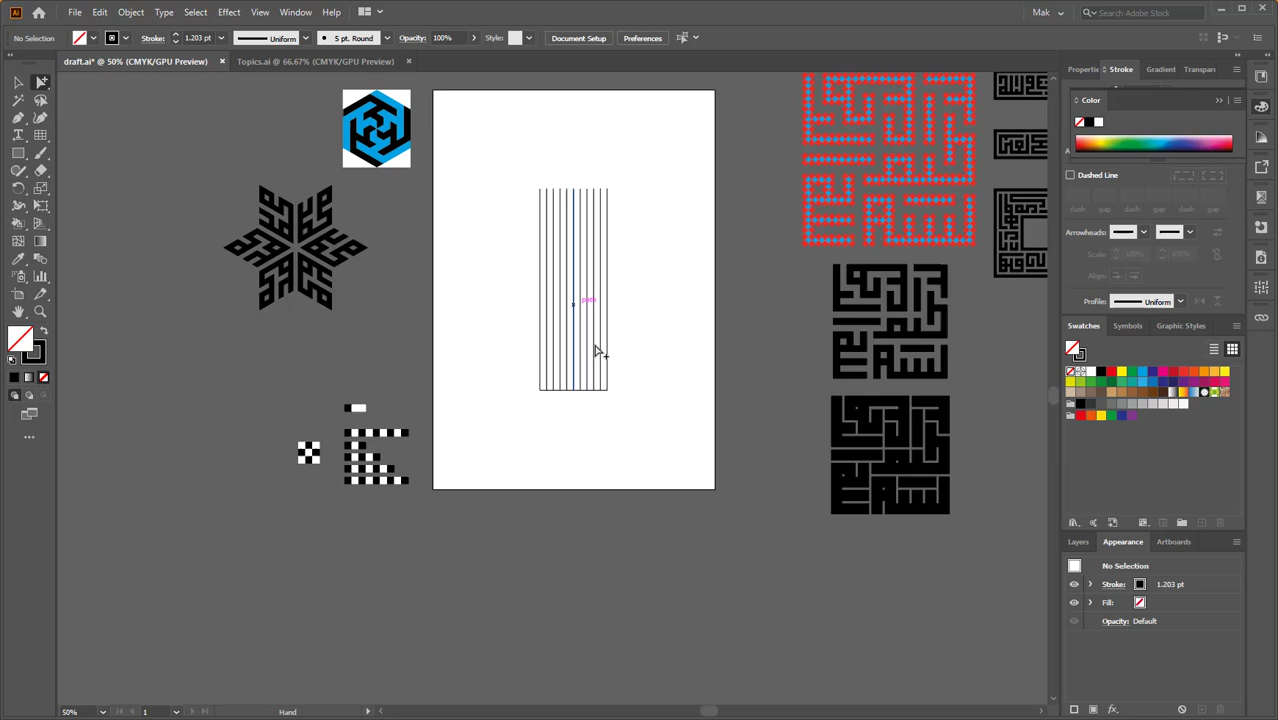 Ai File Edit Object Type Select Effect View Window Help
Mak
Search Adobe Stock
No Selection
Stroke: 1.203 pt Uniform 5 pt. Round Opacity: 100% Style: Document Setup Preferences
draft.ai* @ 50% (CMYK/GPU Preview) × Topics.ai @ 66.67% (CMYK/GPU Preview) ×
Properti Stroke Gradient Transpar
Color
Dashed Line
dash gap dash gap dash gap
Arrowheads:
Scale: 100% 100%
Align:
Profile: Uniform
path
Swatches Symbols Graphic Styles
Layers Appearance Artboards
No Selection
Stroke: 1.203 pt
Fill:
Opacity: Default
50% 1 Hand